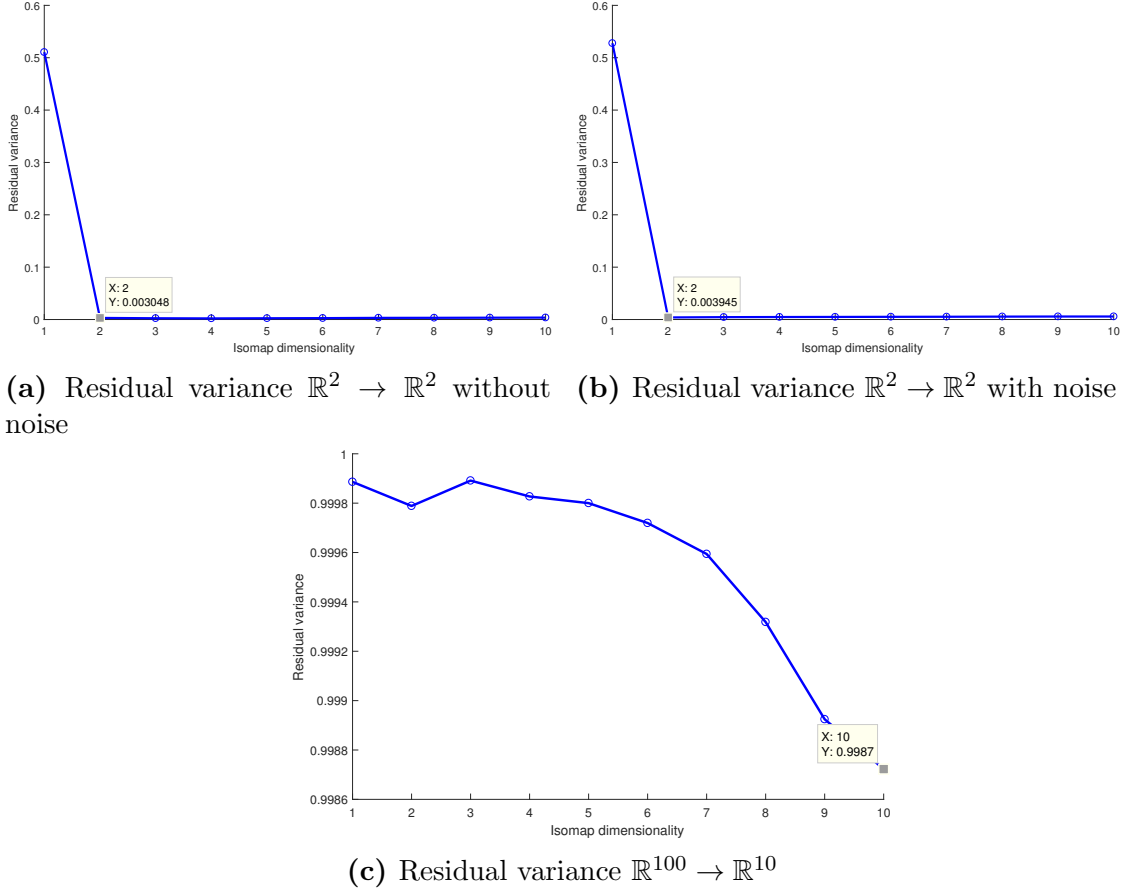 0.6
0.5
0.4
0.3
0.2
0.1
0
Residual variance
X: 2
Y: 0.003048
1 2 3 4 5 6 7 8 9 10
Isomap dimensionality
0.6
0.5
0.4
0.3
0.2
0.1
0
Residual variance
X: 2
Y: 0.003945
1 2 3 4 5 6 7 8 9 10
Isomap dimensionality
(a) Residual variance ℝ² → ℝ² without
noise
(b) Residual variance ℝ² → ℝ² with noise
1
0.9998
0.9996
0.9994
0.9992
0.999
0.9988
0.9986
Residual variance
X: 10
Y: 0.9987
1 2 3 4 5 6 7 8 9 10
Isomap dimensionality
(c) Residual variance ℝ¹⁰⁰ → ℝ¹⁰